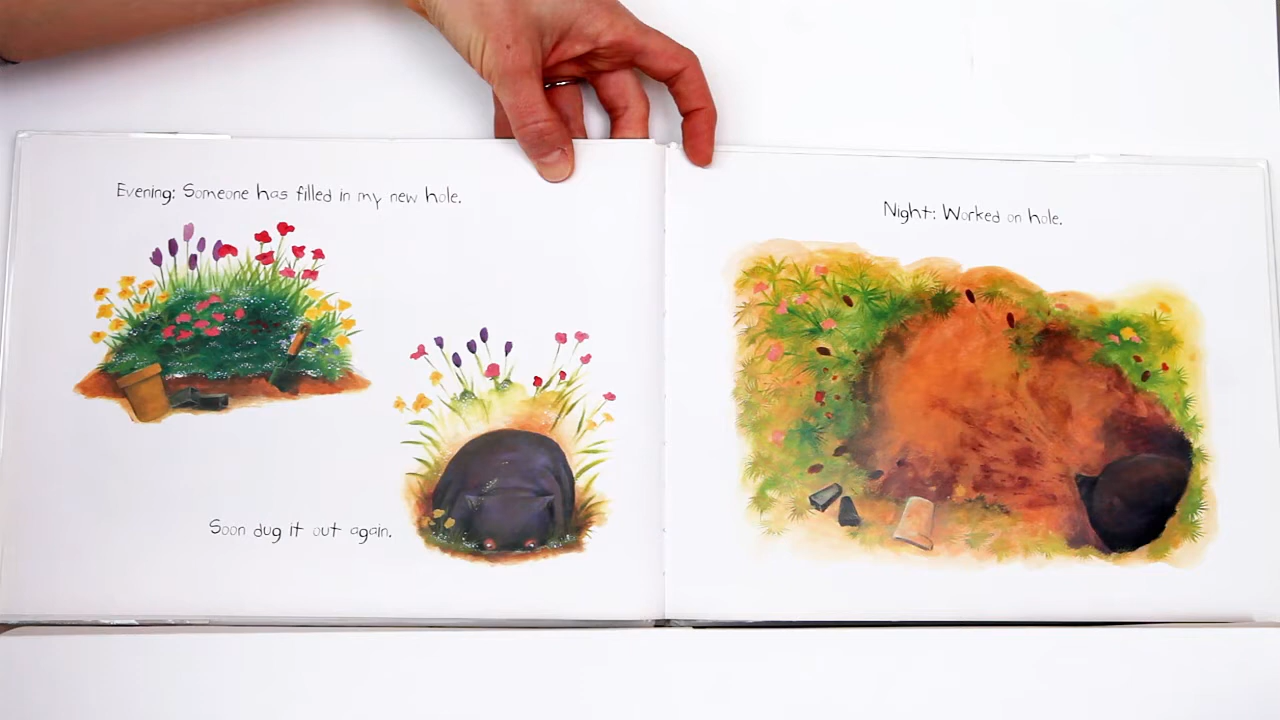 Evening: Someone has filled in my new hole.
Soon dug it out again.
Night: Worked on hole.